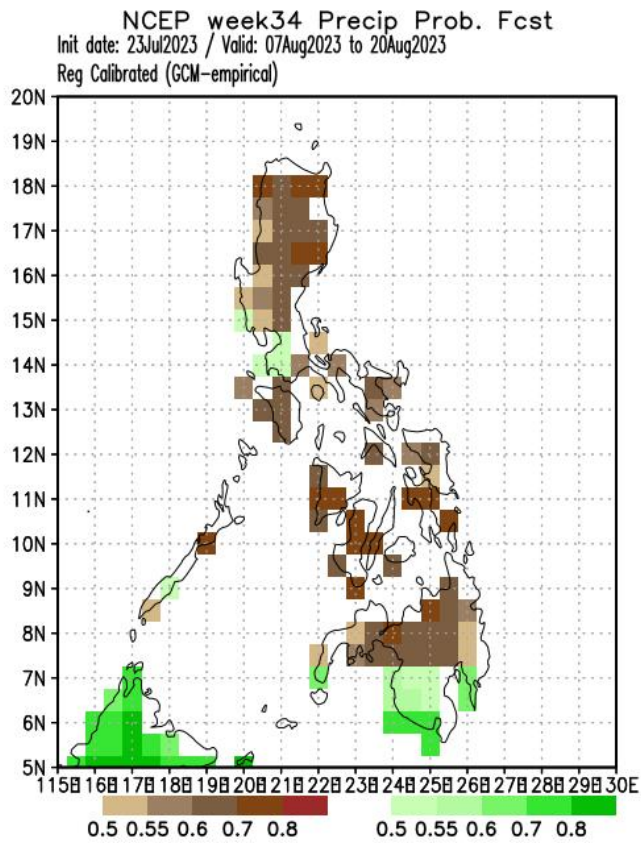 NCEP week34 Precip Prob. Fcst
Init date: 23Jul2023 / Valid: 07Aug2023 to 20Aug2023
Reg Calibrated (GCM-empirical)
20N
19N
18N
17N
16N
15N
14N
13N
12N
11N
10N
9N
8N
7N
6N
5N
115E 116E 117E 118E 119E 120E 121E 122E 123E 124E 125E 126E 127E 128E 129E 130E
0.5 0.55 0.6 0.7 0.8 0.5 0.55 0.6 0.7 0.8